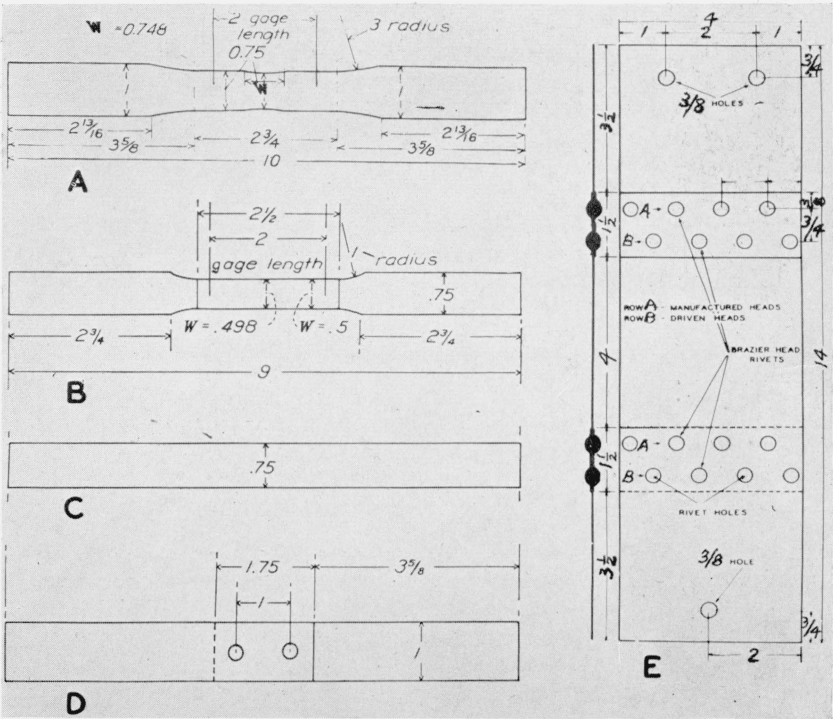 W = 0.748
2 gage
length
3 radius
0.75
W
1
1
2 13/16
2 3/4
2 13/16
3 5/8
3 5/8
10
A
2 1/2
2
1 radius
gage length
.75
2 3/4
W = .498
W = .5
2 3/4
9
B
.75
C
1.75
3 5/8
1
1
D
4
1
2
1
3/4
3/8 HOLES
3 1/2
A
3/8
1 1/2
3/4
B
ROW A - MANUFACTURED HEADS
ROW B - DRIVEN HEADS
BRAZIER HEAD
RIVETS
4
14
A
1 1/2
B
RIVET HOLES
3 1/2
3/8 HOLE
3/4
2
E